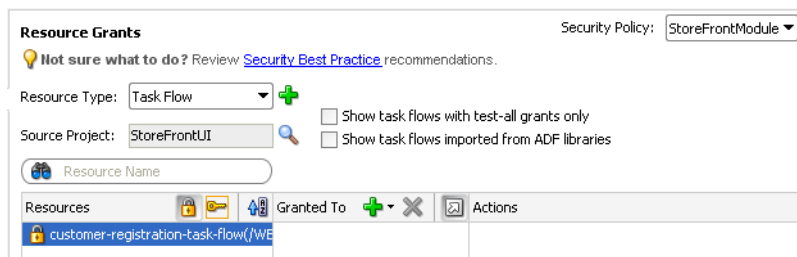 Resource Grants
Security Policy: StoreFrontModule
Not sure what to do? Review Security Best Practice recommendations.
Resource Type: Task Flow
Show task flows with test-all grants only
Source Project: StoreFrontUI
Show task flows imported from ADF libraries
Resource Name
Resources Granted To Actions
customer-registration-task-flow(/WE